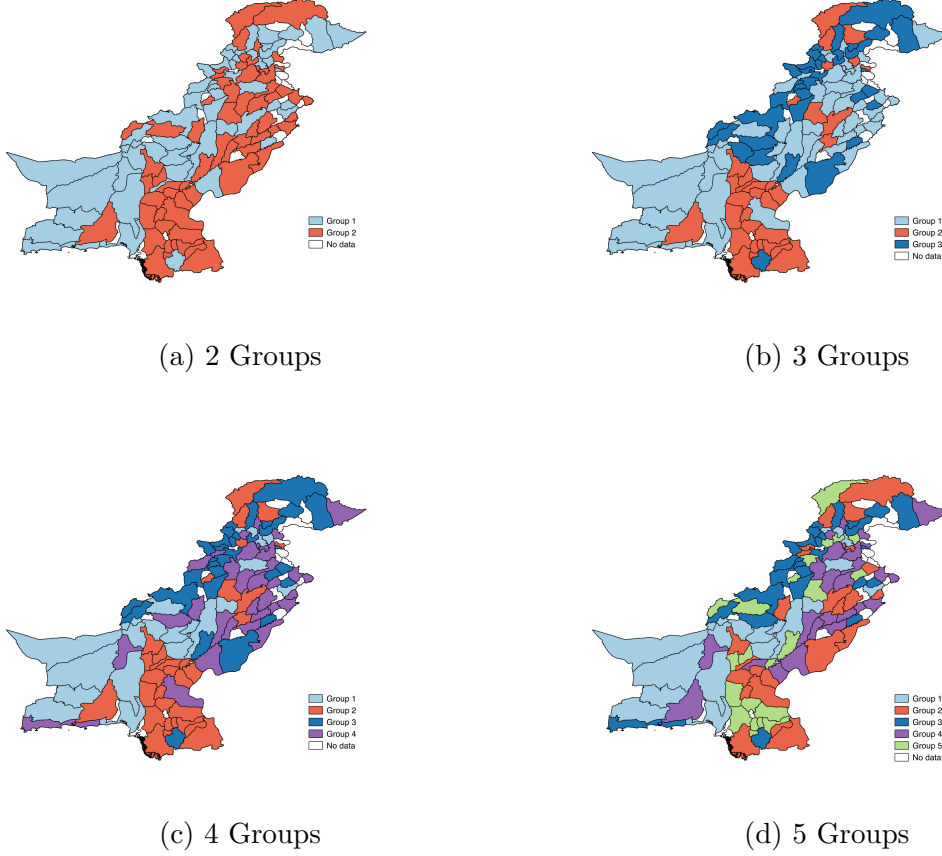 Group 1
Group 2
No data
(a) 2 Groups
Group 1
Group 2
Group 3
No data
(b) 3 Groups
Group 1
Group 2
Group 3
Group 4
No data
(c) 4 Groups
Group 1
Group 2
Group 3
Group 4
Group 5
No data
(d) 5 Groups